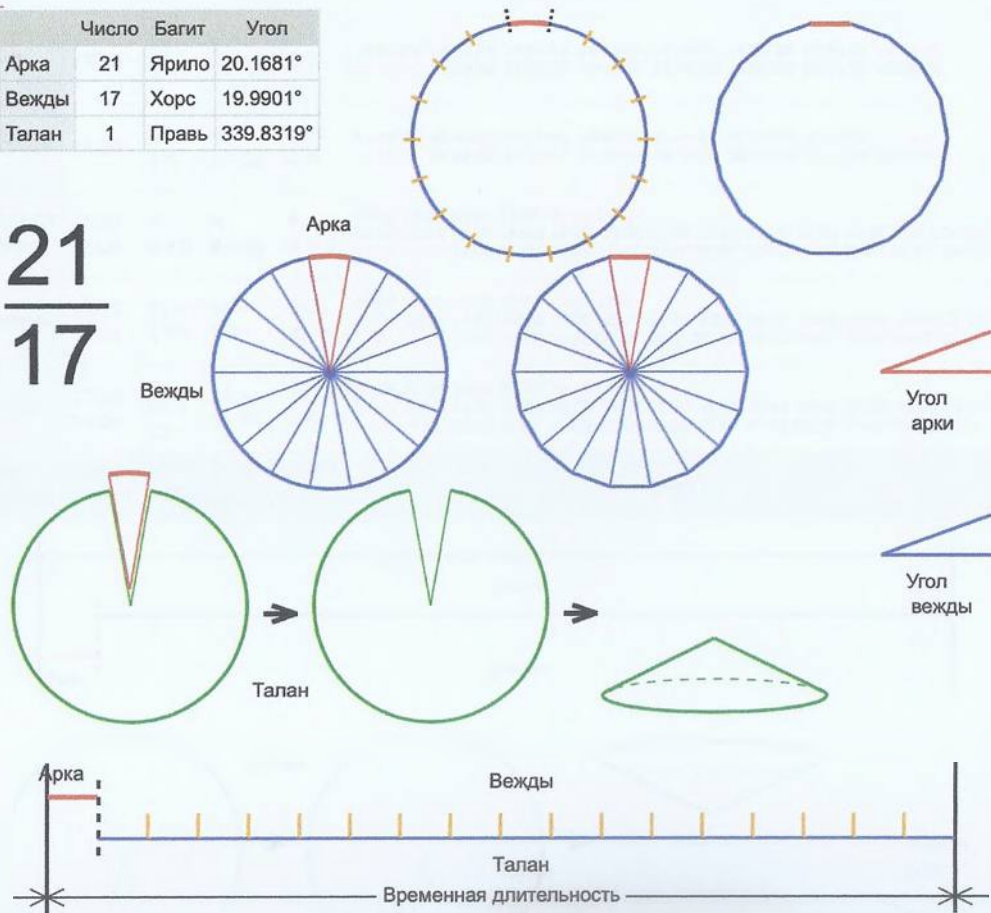 Число Багит Угол
Арка 21 Ярило 20.1681°
Вежды 17 Хорс 19.9901°
Талан 1 Правь 339.8319°
21
17
Арка
Вежды
Угол
арки
Угол
вежды
Талан
Арка
Вежды
Талан
Временная длительность